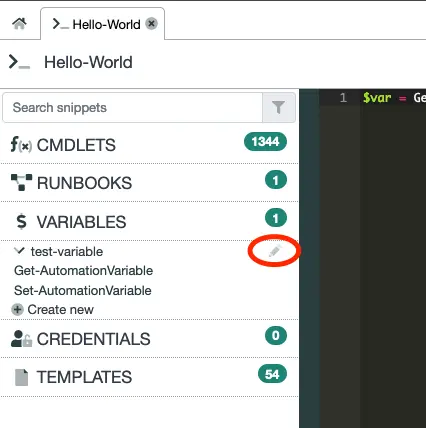 Hello-World
Hello-World
Search snippets
1 $var = Ge
f(x) CMDLETS 1344
RUNBOOKS 1
$ VARIABLES 1
test-variable
Get-AutomationVariable
Set-AutomationVariable
Create new
CREDENTIALS 0
TEMPLATES 54